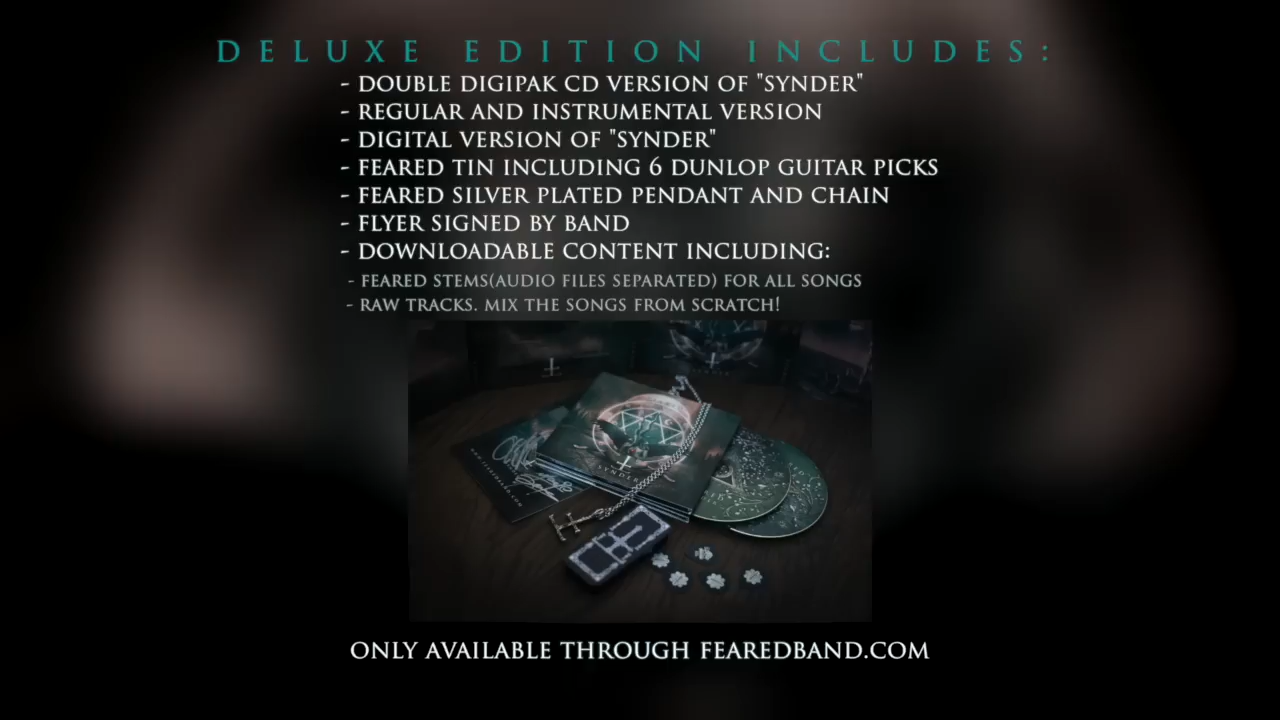 DELUXE EDITION INCLUDES:
- DOUBLE DIGIPAK CD VERSION OF "SYNDER"
- REGULAR AND INSTRUMENTAL VERSION
- DIGITAL VERSION OF "SYNDER"
- FEARED TIN INCLUDING 6 DUNLOP GUITAR PICKS
- FEARED SILVER PLATED PENDANT AND CHAIN
- FLYER SIGNED BY BAND
- DOWNLOADABLE CONTENT INCLUDING:
- FEARED STEMS(AUDIO FILES SEPARATED) FOR ALL SONGS
- RAW TRACKS. MIX THE SONGS FROM SCRATCH!
SYNDER
ONLY AVAILABLE THROUGH FEAREDBAND.COM